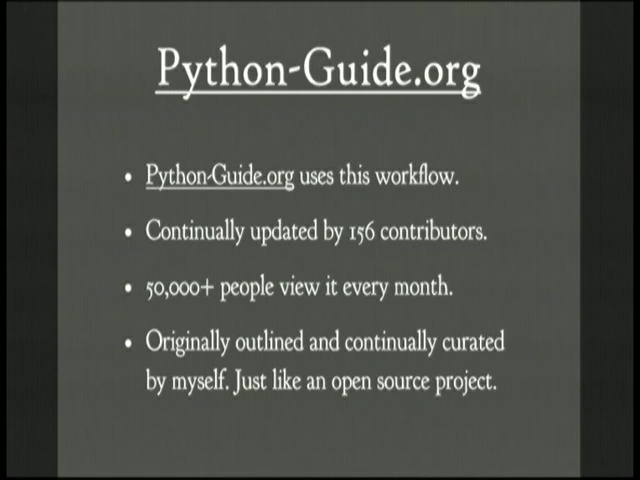 Python-Guide.org
• Python-Guide.org uses this workflow.
• Continually updated by 156 contributors.
• 50,000+ people view it every month.
• Originally outlined and continually curated
by myself. Just like an open source project.